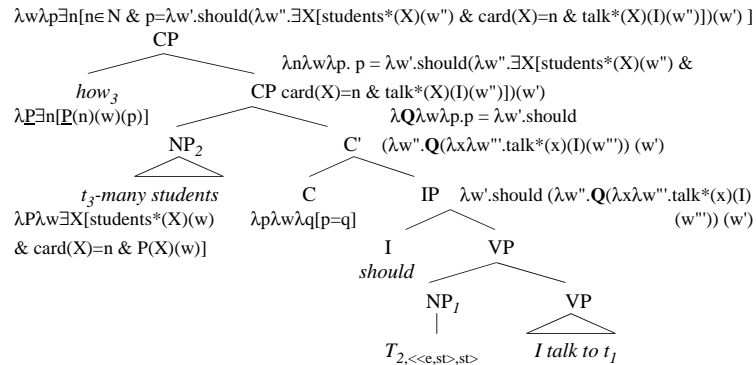 λwλp∃n[n∈N & p=λw'.should(λw".∃X[students*(X)(w") & card(X)=n & talk*(X)(I)(w")])(w') ]
CP
how₃
λP∃n[P(n)(w)(p)]
λnλwλp. p = λw'.should(λw".∃X[students*(X)(w") &
CP card(X)=n & talk*(X)(I)(w")])(w')
NP₂
t₃-many students
λPλw∃X[students*(X)(w)
& card(X)=n & P(X)(w)]
λQλwλp.p = λw'.should
C' (λw".Q(λxλw"'.talk*(x)(I)(w"')) (w')
C
λpλwλq[p=q]
IP λw'.should (λw".Q(λxλw"'.talk*(x)(I)
(w"')) (w')
I
should
VP
NP₁
T₂,<<e,st>,st>
VP
I talk to t₁